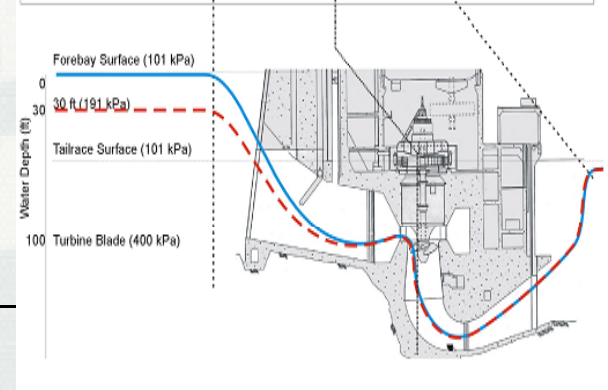 Forebay Surface (101 kPa)
0
30
30 ft (191 kPa)
Tailrace Surface (101 kPa)
Water Depth (ft)
100
Turbine Blade (400 kPa)